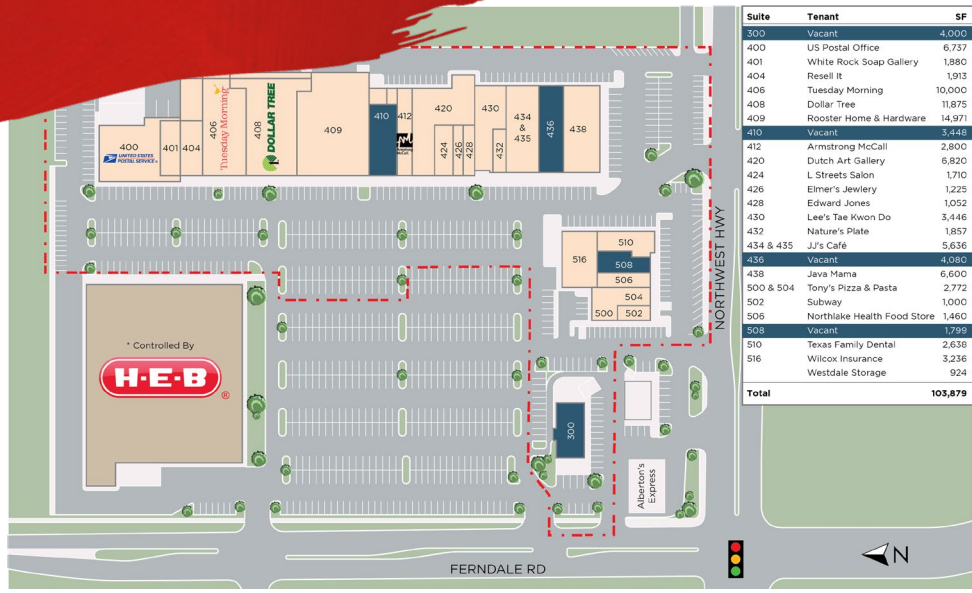 Suite Tenant SF
300 Vacant 4,000
400 US Postal Office 6,737
401 White Rock Soap Gallery 1,880
404 Resell It 1,913
406 Tuesday Morning 10,000
408 Dollar Tree 11,875
409 Rooster Home & Hardware 14,971
410 Vacant 3,448
412 Armstrong McCall 2,800
420 Dutch Art Gallery 6,820
424 L Streets Salon 1,710
426 Elmer's Jewlery 1,225
428 Edward Jones 1,052
430 Lee's Tae Kwon Do 3,446
432 Nature's Plate 1,857
434 & 435 JJ's Café 5,636
436 Vacant 4,080
438 Java Mama 6,600
500 & 504 Tony's Pizza & Pasta 2,772
502 Subway 1,000
506 Northlake Health Food Store 1,460
508 Vacant 1,799
510 Texas Family Dental 2,638
516 Wilcox Insurance 3,236
Westdale Storage 924
Total 103,879
400
UNITED STATES
POSTAL SERVICE
401
404
406
Tuesday Morning
408
DOLLAR TREE
409
410
412
Armstrong
McCall
420
424
426
428
430
432
434
&
435
436
438
516
510
508
506
504
500
502
NORTHWEST HWY
* Controlled By
H-E-B
®
300
Alberton's
Express
FERNDALE RD
N